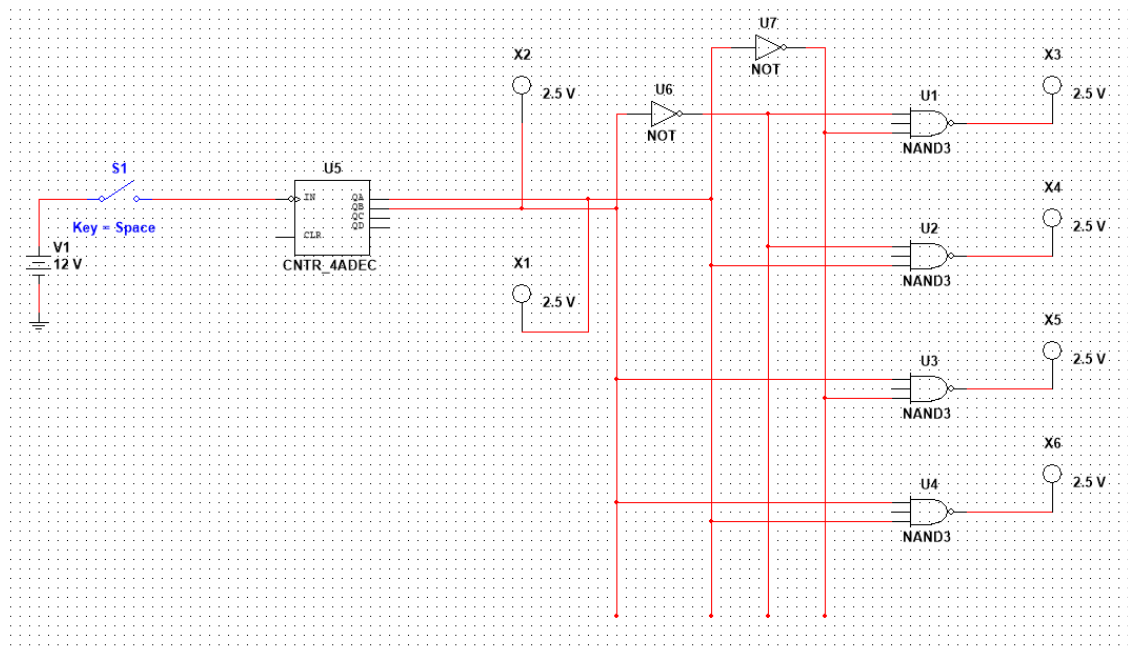 U7
NOT
X2
2.5 V
X3
2.5 V
U6
NOT
U1
NAND3
S1
Key = Space
U5
IN
QA
QB
QC
QD
CLR
CNTR_4ADEC
X4
2.5 V
U2
NAND3
V1
12 V
X1
2.5 V
X5
2.5 V
U3
NAND3
X6
2.5 V
U4
NAND3